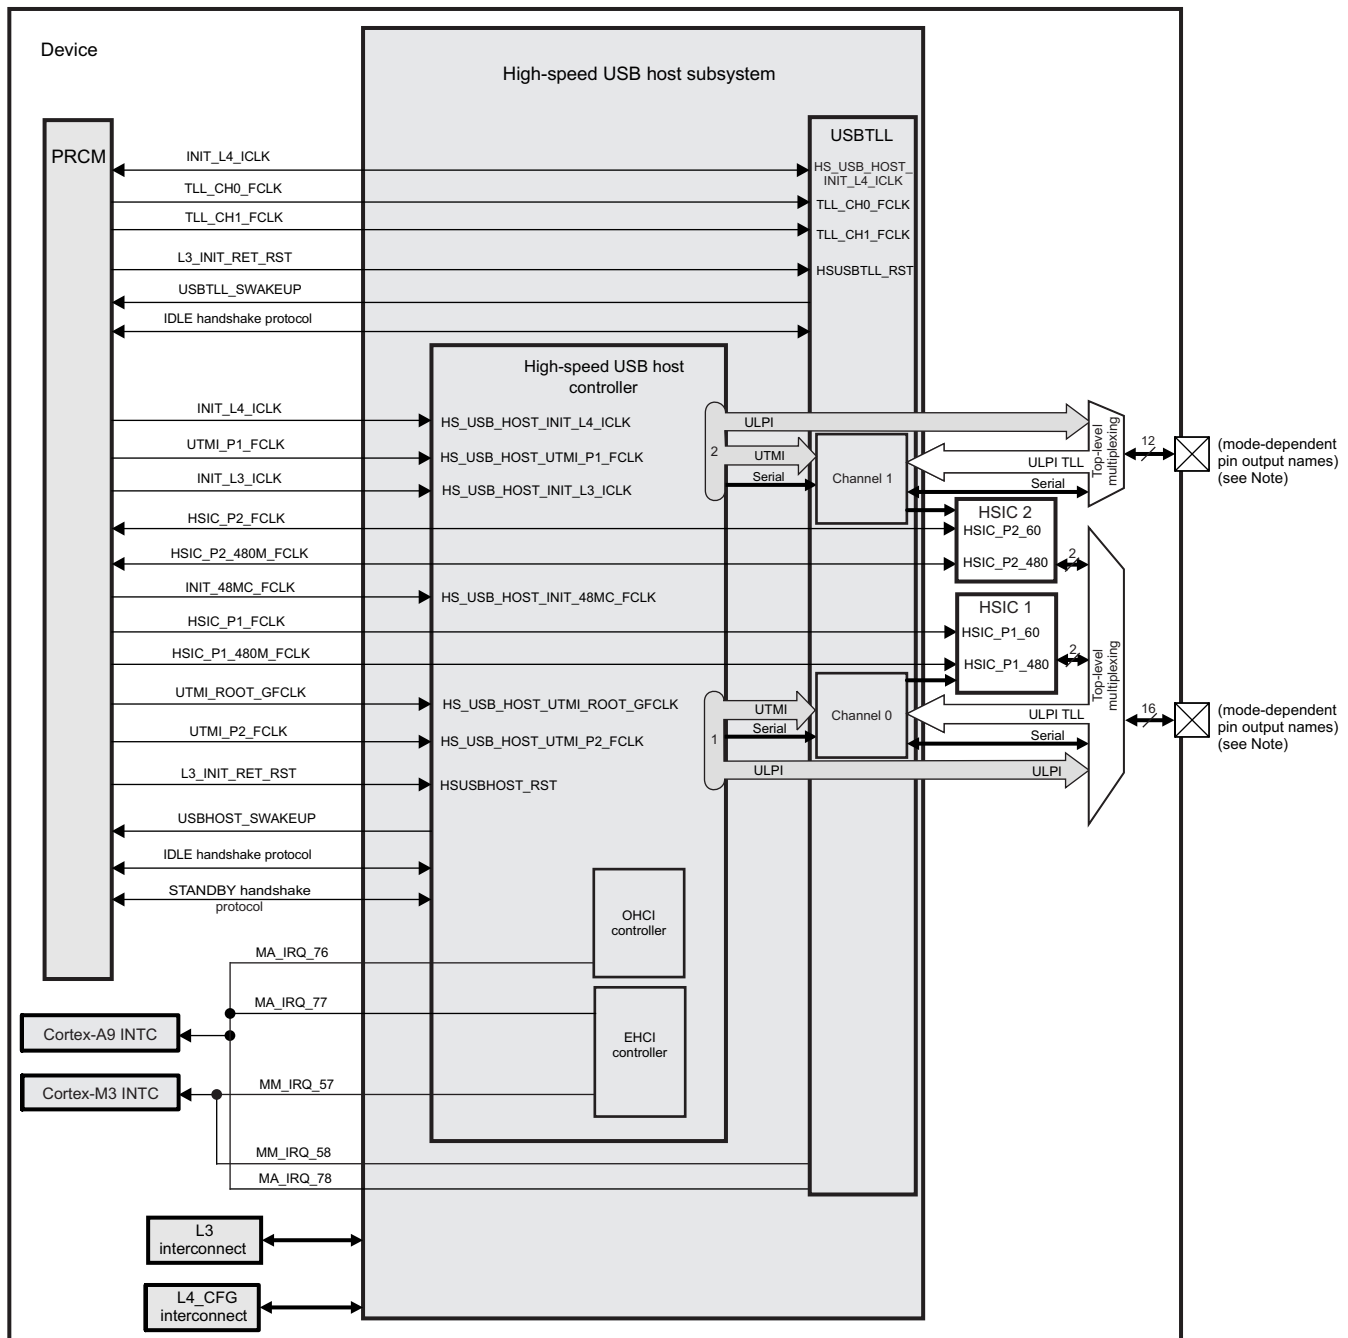 Device
High-speed USB host subsystem
PRCM
USBTLL
INIT_L4_ICLK
HS_USB_HOST_
INIT_L4_ICLK
TLL_CH0_FCLK
TLL_CH0_FCLK
TLL_CH1_FCLK
TLL_CH1_FCLK
L3_INIT_RET_RST
HSUSBTLL_RST
USBTLL_SWAKEUP
IDLE handshake protocol
High-speed USB host
controller
INIT_L4_ICLK
HS_USB_HOST_INIT_L4_ICLK
UTMI_P1_FCLK
HS_USB_HOST_UTMI_P1_FCLK
INIT_L3_ICLK
HS_USB_HOST_INIT_L3_ICLK
2
ULPI
UTMI
Serial
Channel 1
ULPI TLL
Serial
Top-level
multiplexing
12
(mode-dependent
pin output names)
(see Note)
HSIC_P2_FCLK
HSIC 2
HSIC_P2_60
HSIC_P2_480M_FCLK
HSIC_P2_480
2
INIT_48MC_FCLK
HS_USB_HOST_INIT_48MC_FCLK
HSIC_P1_FCLK
HSIC 1
HSIC_P1_60
HSIC_P1_480M_FCLK
HSIC_P1_480
2
Top-level
multiplexing
UTMI_ROOT_GFCLK
HS_USB_HOST_UTMI_ROOT_GFCLK
UTMI_P2_FCLK
HS_USB_HOST_UTMI_P2_FCLK
1
UTMI
Serial
ULPI
Channel 0
ULPI TLL
Serial
ULPI
16
(mode-dependent
pin output names)
(see Note)
L3_INIT_RET_RST
HSUSBHOST_RST
USBHOST_SWAKEUP
IDLE handshake protocol
STANDBY handshake
protocol
OHCI
controller
MA_IRQ_76
MA_IRQ_77
Cortex-A9 INTC
EHCI
controller
MM_IRQ_57
Cortex-M3 INTC
MM_IRQ_58
MA_IRQ_78
L3
interconnect
L4_CFG
interconnect